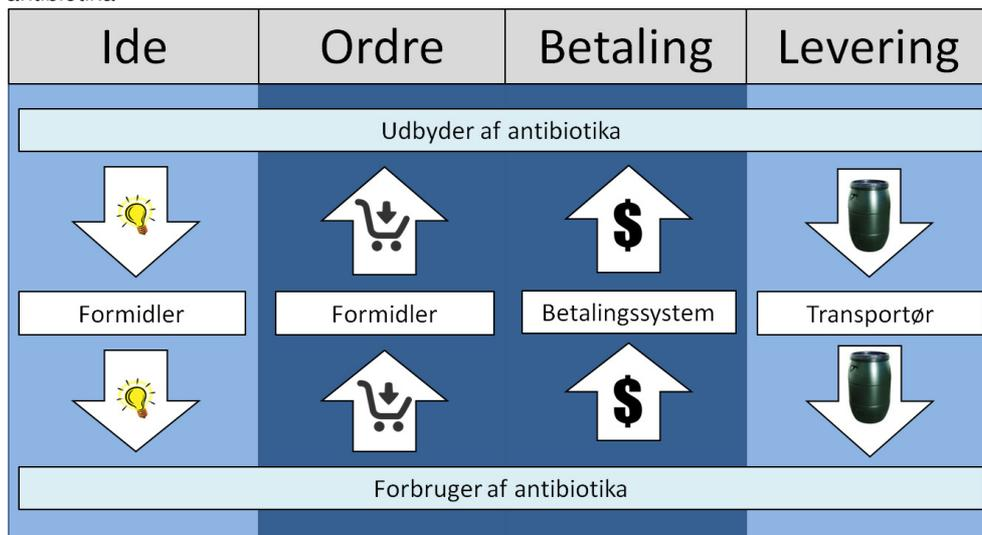 Ide
Ordre
Betaling
Levering
Udbyder af antibiotika
$
Formidler
Formidler
Betalingssystem
Transportør
$
Forbruger af antibiotika